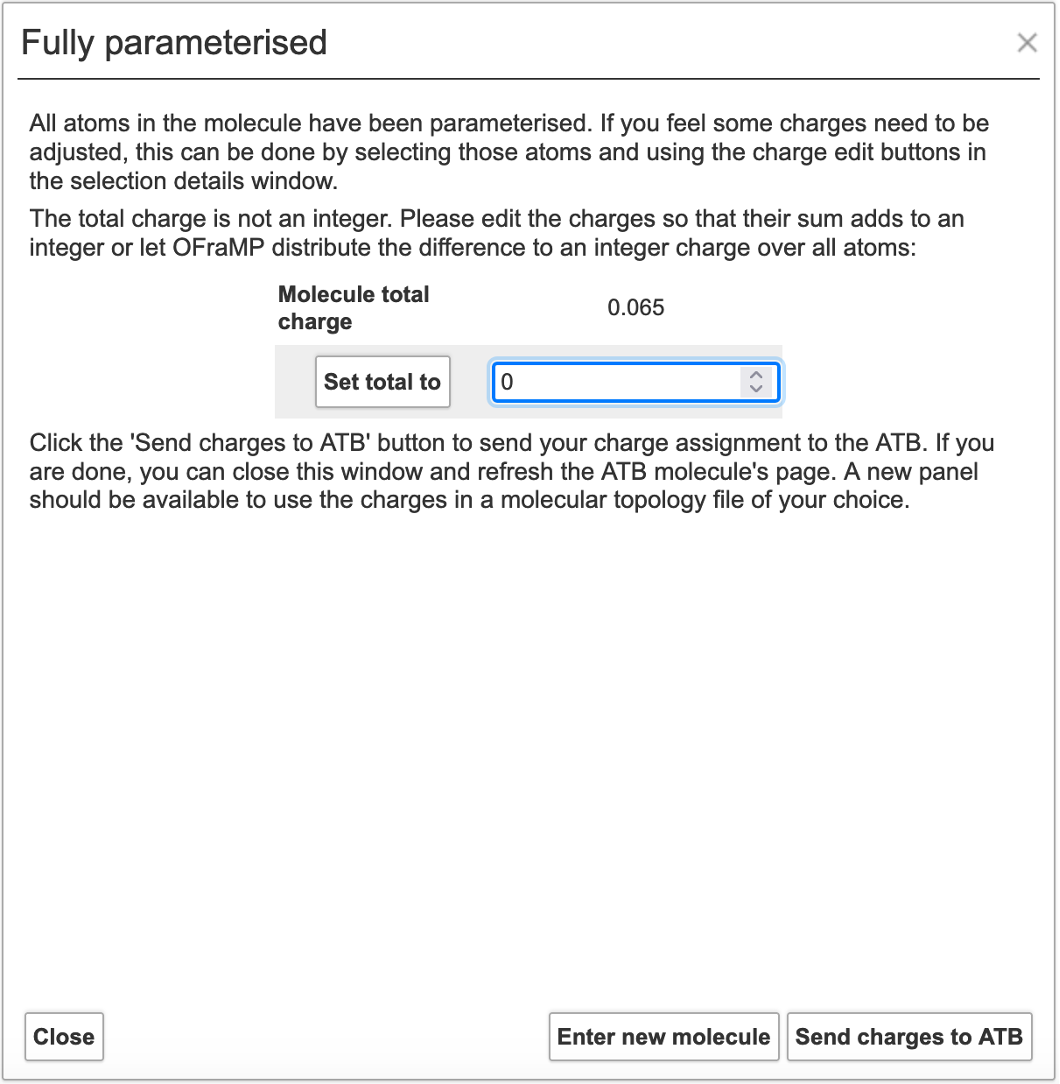 Fully parameterised
All atoms in the molecule have been parameterised. If you feel some charges need to be
adjusted, this can be done by selecting those atoms and using the charge edit buttons in
the selection details window.
The total charge is not an integer. Please edit the charges so that their sum adds to an
integer or let OFraMP distribute the difference to an integer charge over all atoms:
Molecule total
charge
0.065
Set total to
0
Click the 'Send charges to ATB' button to send your charge assignment to the ATB. If you
are done, you can close this window and refresh the ATB molecule's page. A new panel
should be available to use the charges in a molecular topology file of your choice.
Close
Enter new molecule
Send charges to ATB